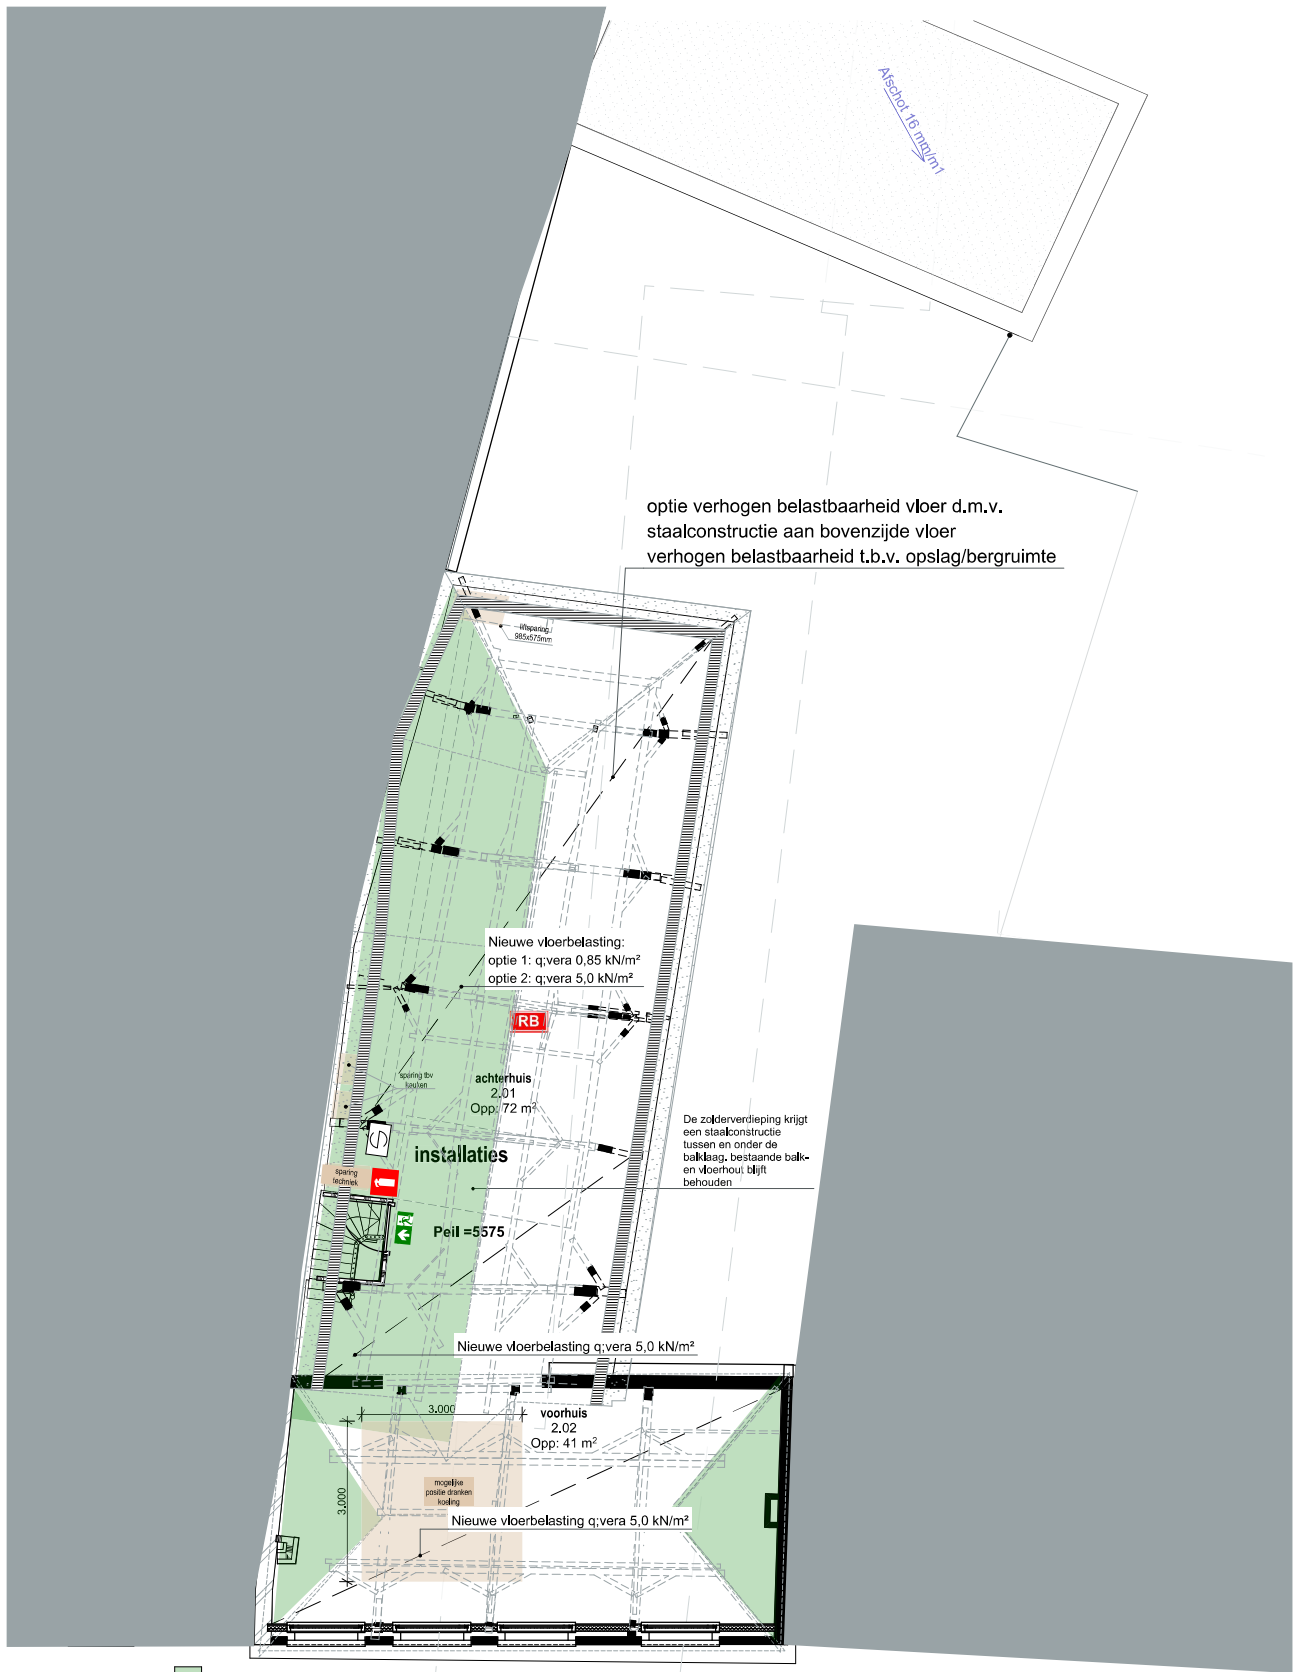 Afschot 16 mm/m1
optie verhogen belastbaarheid vloer d.m.v.
staalconstructie aan bovenzijde vloer
verhogen belastbaarheid t.b.v. opslag/bergruimte
liftsparing
985x575mm
Nieuwe vloerbelasting:
optie 1: q;vera 0,85 kN/m²
optie 2: q;vera 5,0 kN/m²
RB
sparing tbv
keuken
achterhuis
2.01
Opp: 72 m²
De zolderverdieping krijgt
een staalconstructie
tussen en onder de
balklaag. bestaande balk-
en vloerhout blijft
behouden
installaties
sparing
techniek
Peil =5575
Nieuwe vloerbelasting q;vera 5,0 kN/m²
3.000
voorhuis
2.02
Opp: 41 m²
3.000
mogelijke
positie dranken
koeling
Nieuwe vloerbelasting q;vera 5,0 kN/m²